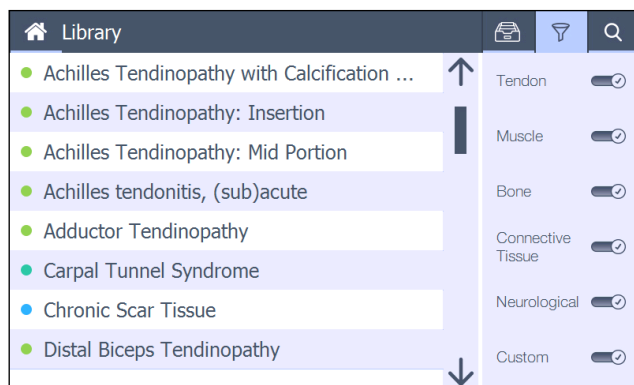 Library
Achilles Tendinopathy with Calcification ...
Achilles Tendinopathy: Insertion
Achilles Tendinopathy: Mid Portion
Achilles tendonitis, (sub)acute
Adductor Tendinopathy
Carpal Tunnel Syndrome
Chronic Scar Tissue
Distal Biceps Tendinopathy
Tendon
Muscle
Bone
Connective
Tissue
Neurological
Custom